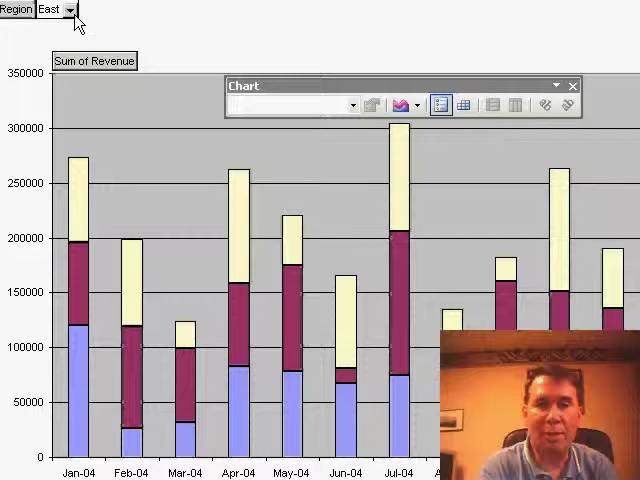 Region East
Sum of Revenue
Chart
350000
300000
250000
200000
150000
100000
50000
0
Jan-04 Feb-04 Mar-04 Apr-04 May-04 Jun-04 Jul-04 A